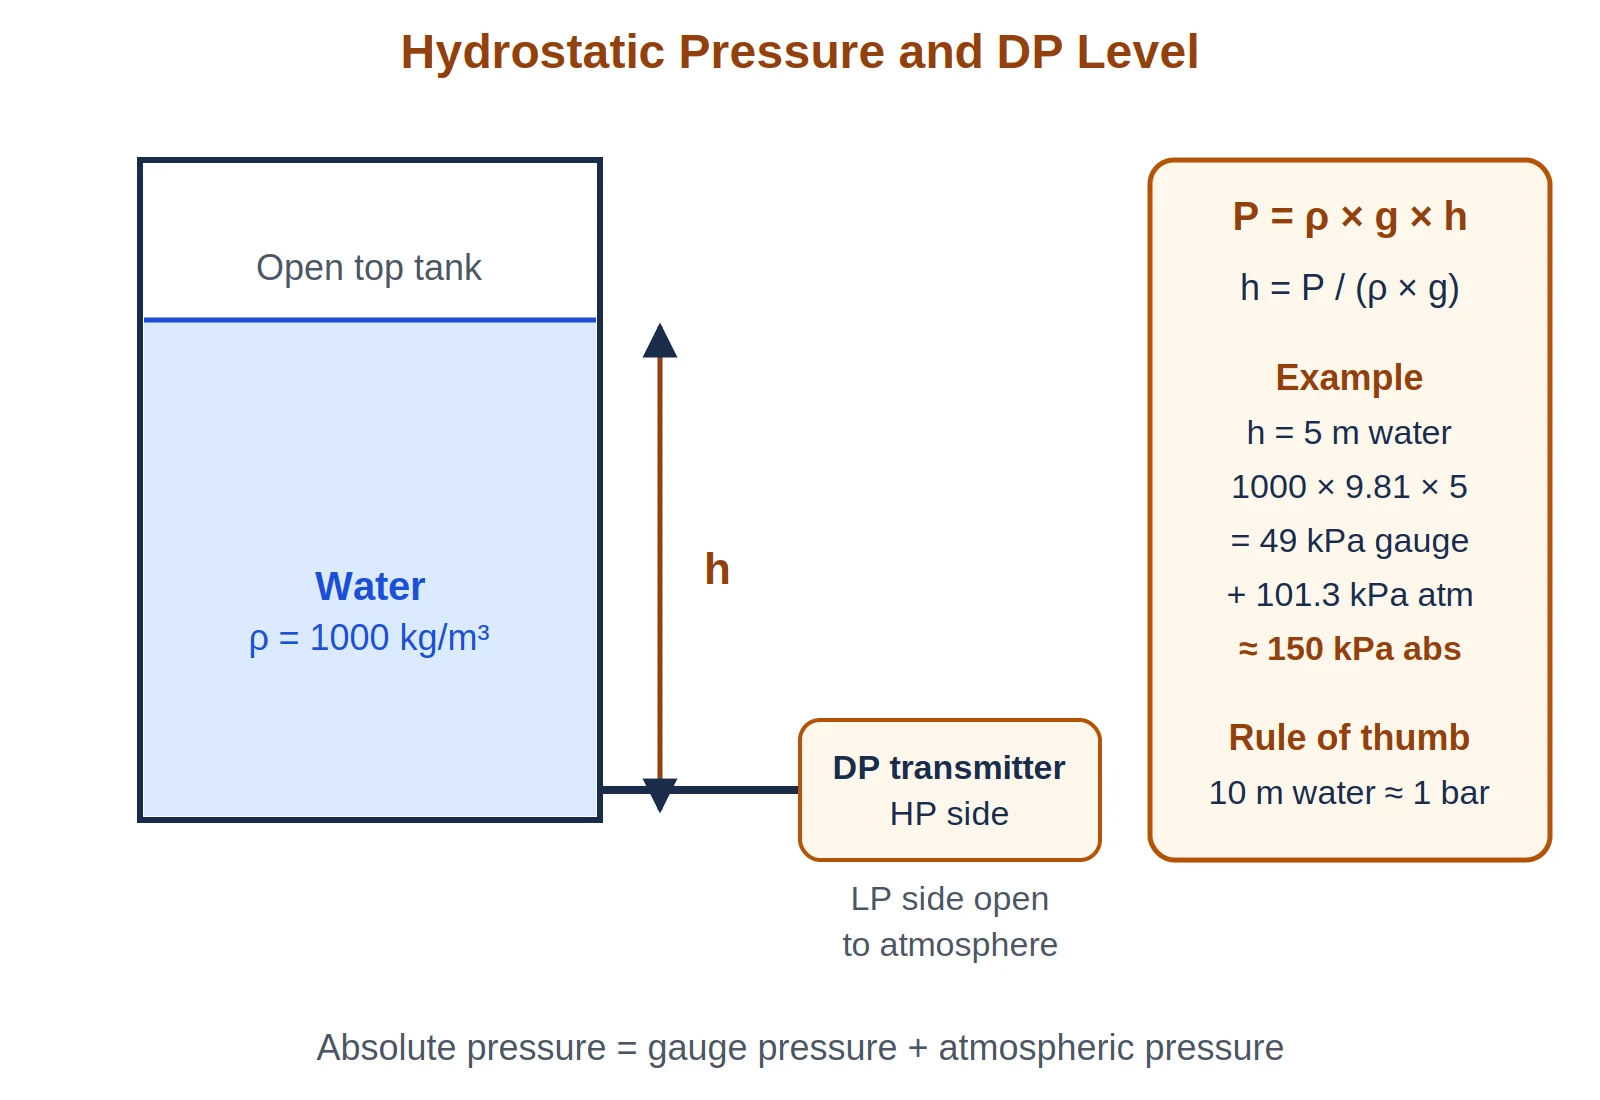 Hydrostatic Pressure and DP Level
Open top tank
Water
ρ = 1000 kg/m³
h
DP transmitter
HP side
LP side open
to atmosphere
P = ρ × g × h
h = P / (ρ × g)
Example
h = 5 m water
1000 × 9.81 × 5
= 49 kPa gauge
+ 101.3 kPa atm
≈ 150 kPa abs
Rule of thumb
10 m water ≈ 1 bar
Absolute pressure = gauge pressure + atmospheric pressure